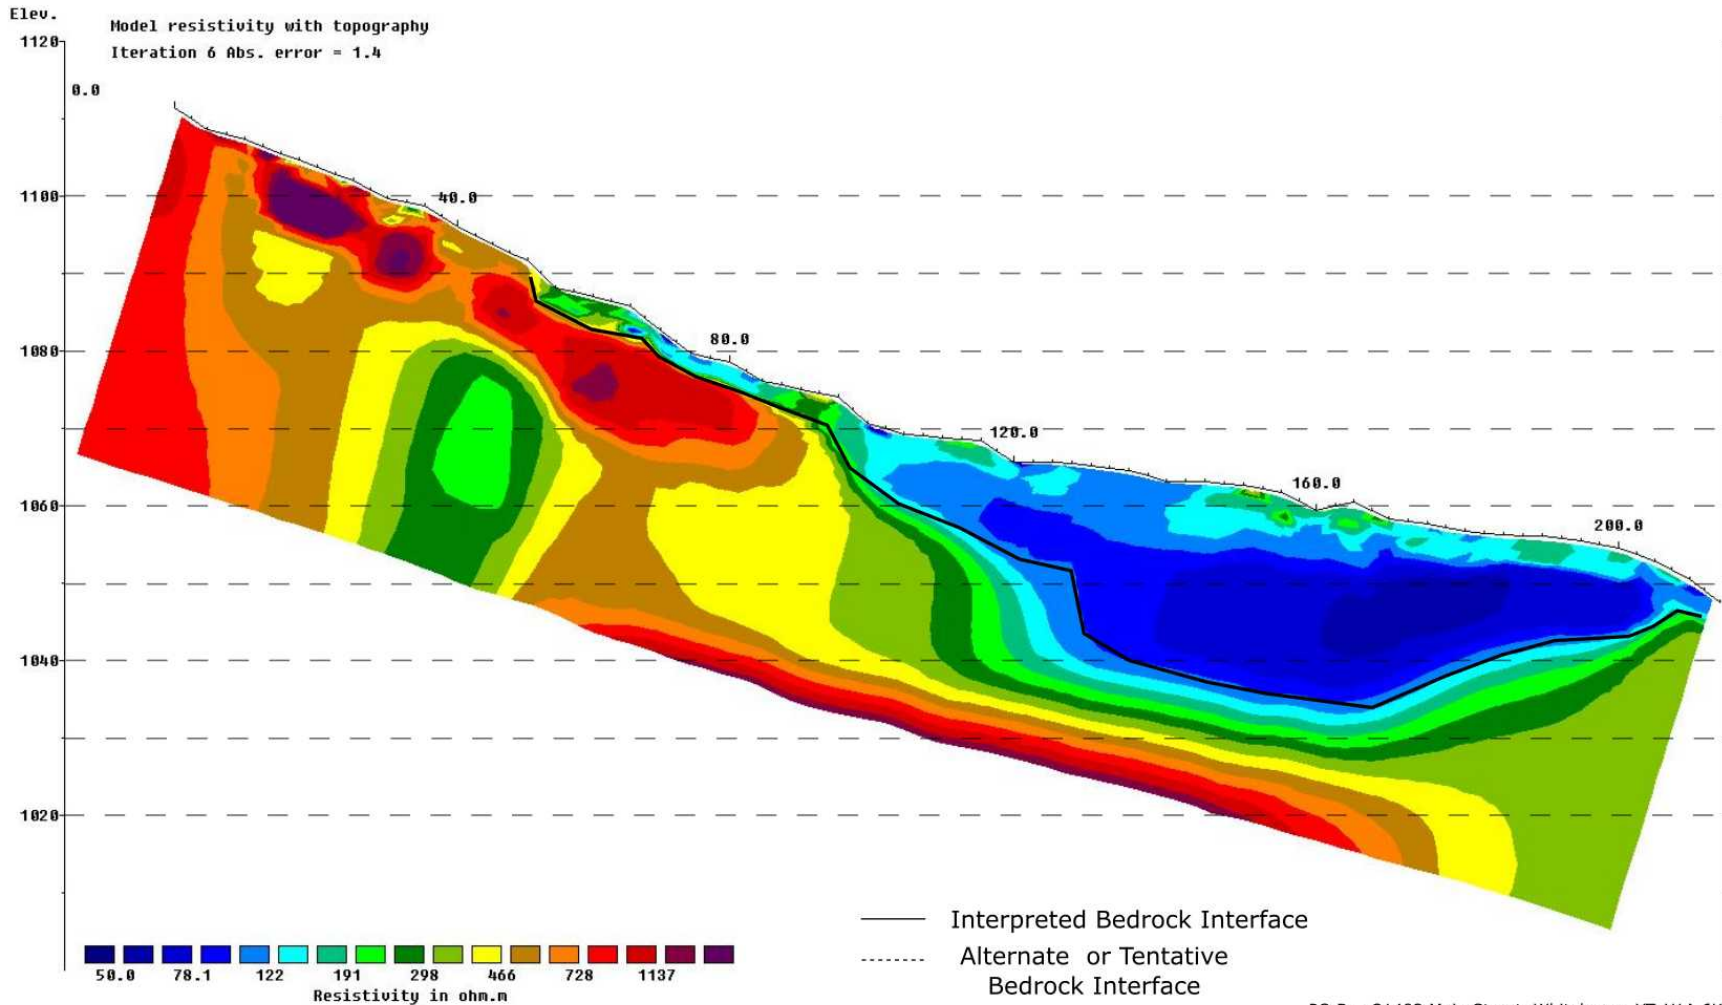 Elev.
Model resistivity with topography
Iteration 6 Abs. error = 1.4
1120
0.0
1100
40.0
1080
80.0
120.0
1060
160.0
200.0
1040
1020
Interpreted Bedrock Interface
Alternate or Tentative
Bedrock Interface
50.0 78.1 122 191 298 466 728 1137
Resistivity in ohm.m